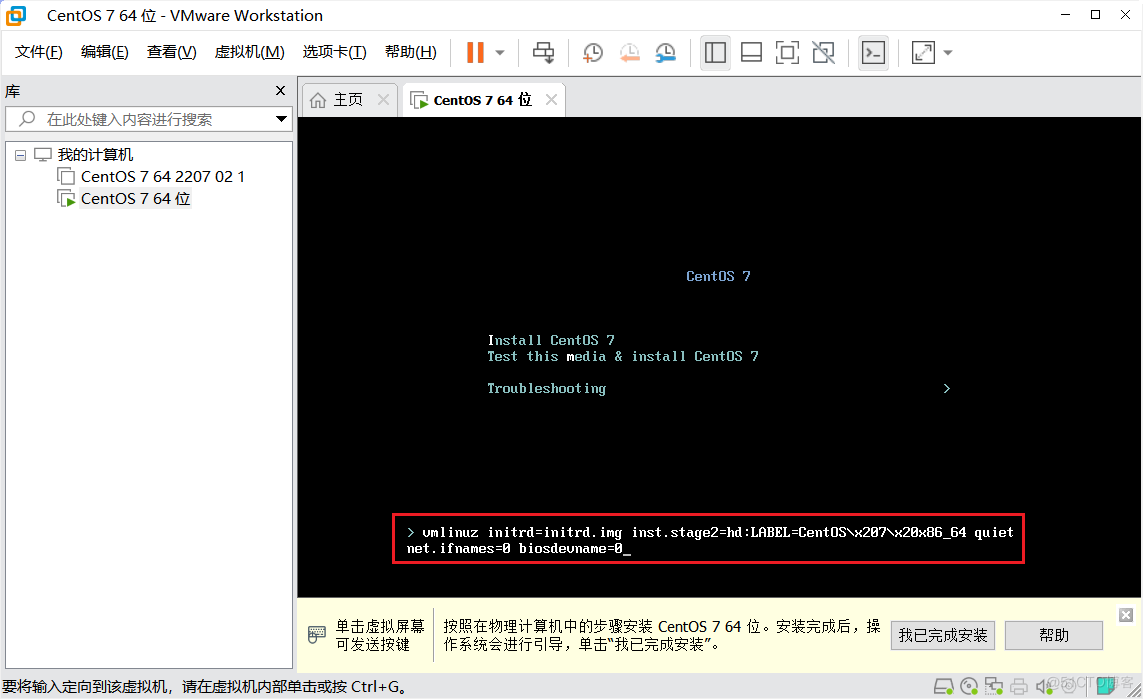 CentOS 7 64 位 - VMware Workstation
文件(F) 编辑(E) 查看(V) 虚拟机(M) 选项卡(T) 帮助(H)
库
主页
CentOS 7 64 位
在此处键入内容进行搜索
我的计算机
CentOS 7 64 2207 02 1
CentOS 7 64 位
CentOS 7
Install CentOS 7
Test this media & install CentOS 7
Troubleshooting >
> vmlinuz initrd=initrd.img inst.stage2=hd:LABEL=CentOS\x207\x20x86_64 quiet
net.ifnames=0 biosdevname=0_
单击虚拟屏幕
可发送按键
按照在物理计算机中的步骤安装 CentOS 7 64 位。安装完成后，操
作系统会进行引导，单击“我已完成安装”。
我已完成安装
帮助
要将输入定向到该虚拟机，请在虚拟机内部单击或按 Ctrl+G。
@51CTO博客